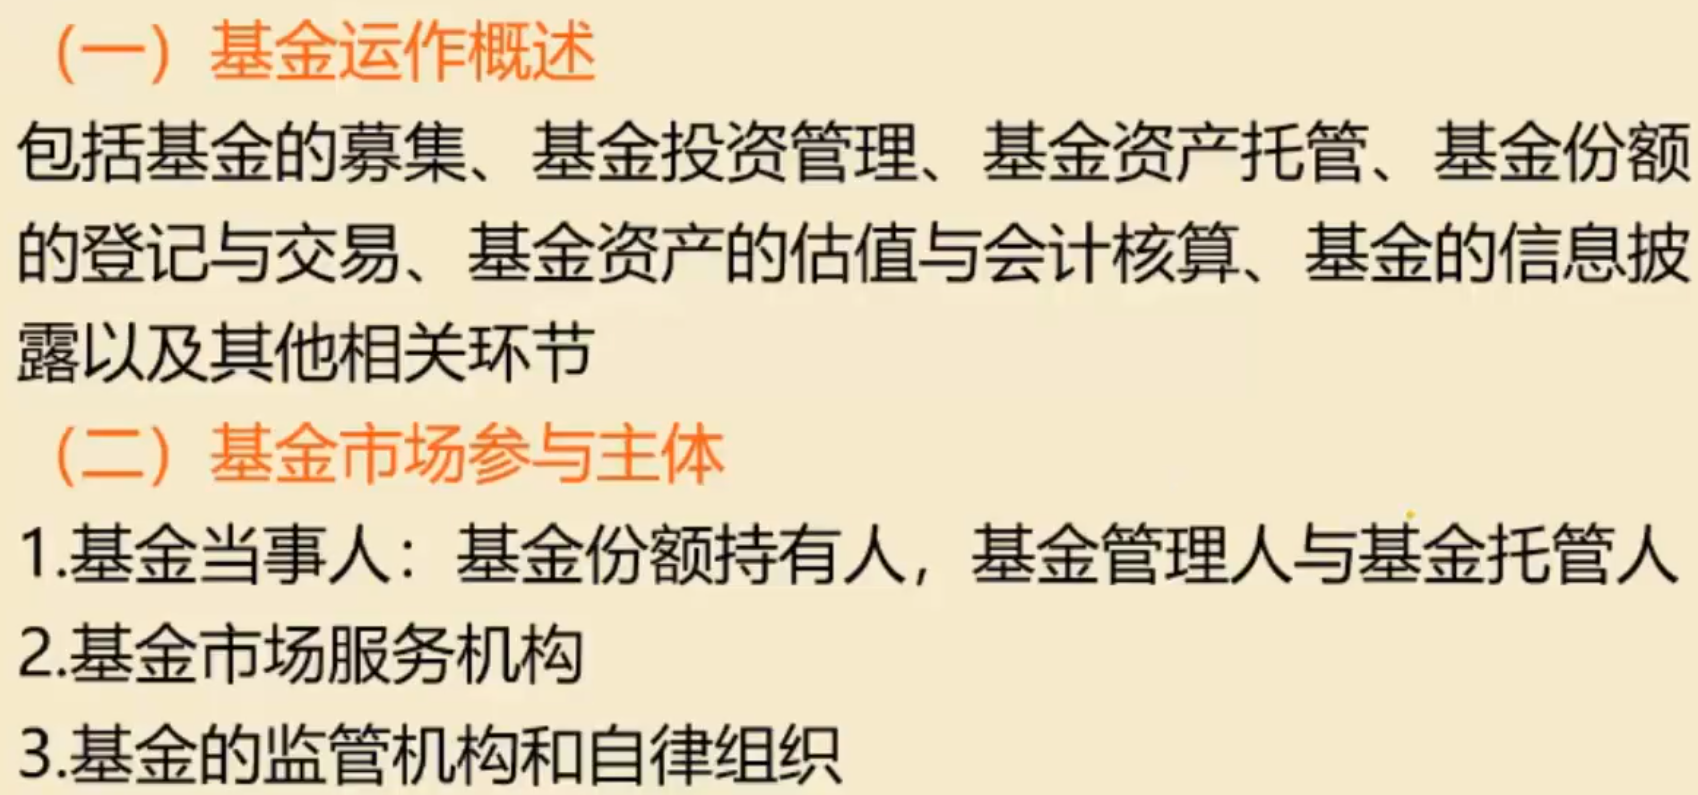 （一）基金运作概述
包括基金的募集、基金投资管理、基金资产托管、基金份额
的登记与交易、基金资产的估值与会计核算、基金的信息披
露以及其他相关环节
（二）基金市场参与主体
1.基金当事人：基金份额持有人，基金管理人与基金托管人
2.基金市场服务机构
3.基金的监管机构和自律组织